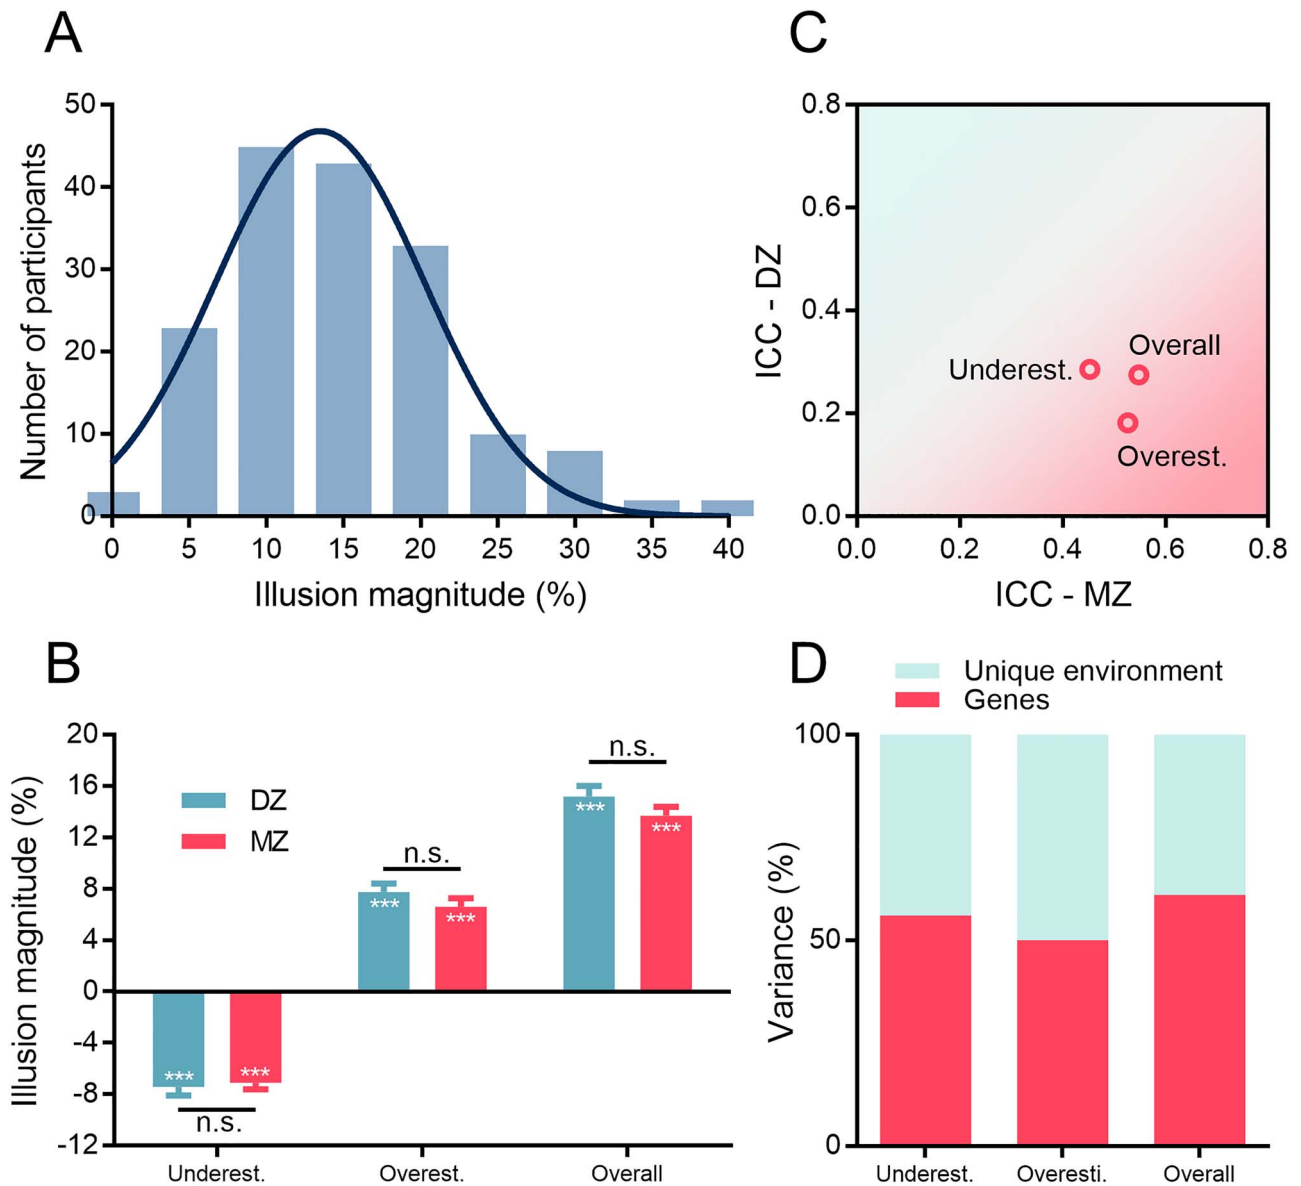 A
Number of participants
50
40
30
20
10
0
0 5 10 15 20 25 30 35 40
Illusion magnitude (%)
C
ICC - DZ
0.8
0.6
0.4
0.2
0.0
Underest.
Overall
Overest.
0.0 0.2 0.4 0.6 0.8
ICC - MZ
B
Illusion magnitude (%)
20
16
12
8
4
0
-4
-8
-12
DZ
MZ
n.s.
n.s.
n.s.
*** ***
*** ***
*** ***
Underest. Overest. Overall
D
Unique environment
Genes
Variance (%)
100
50
0
Underest. Overesti. Overall